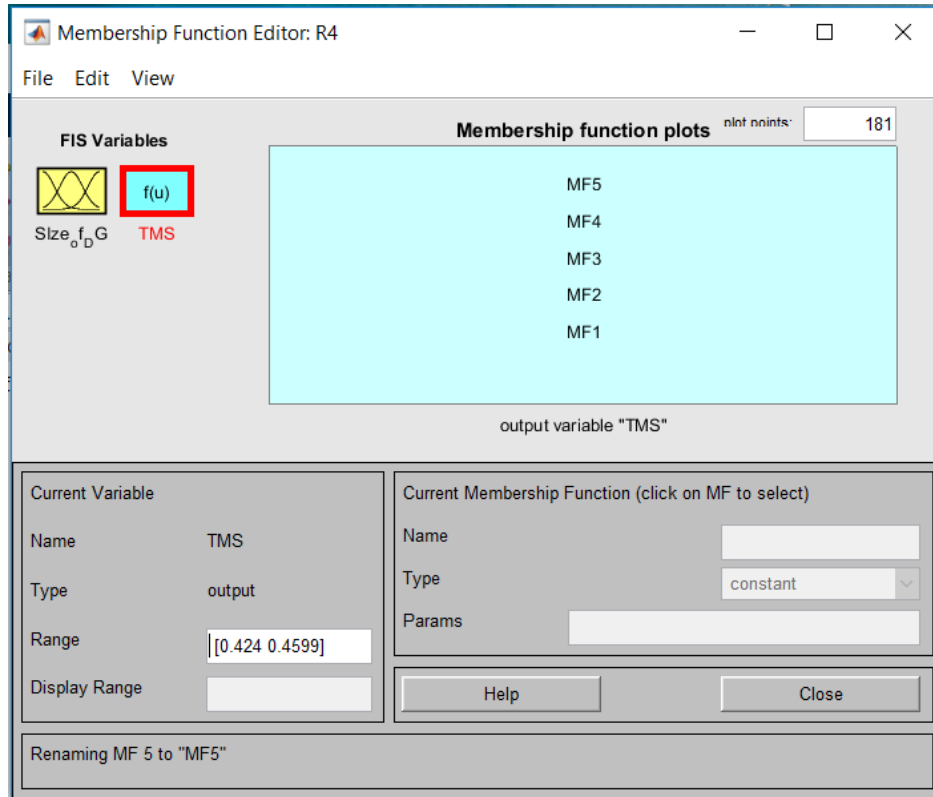 Membership Function Editor: R4
File Edit View
FIS Variables
f(u)
SIze_of_DG TMS
Membership function plots plot points: 181
MF5
MF4
MF3
MF2
MF1
output variable "TMS"
Current Variable
Name TMS
Type output
Range [0.424 0.4599]
Display Range
Current Membership Function (click on MF to select)
Name
Type constant
Params
Help Close
Renaming MF 5 to "MF5"